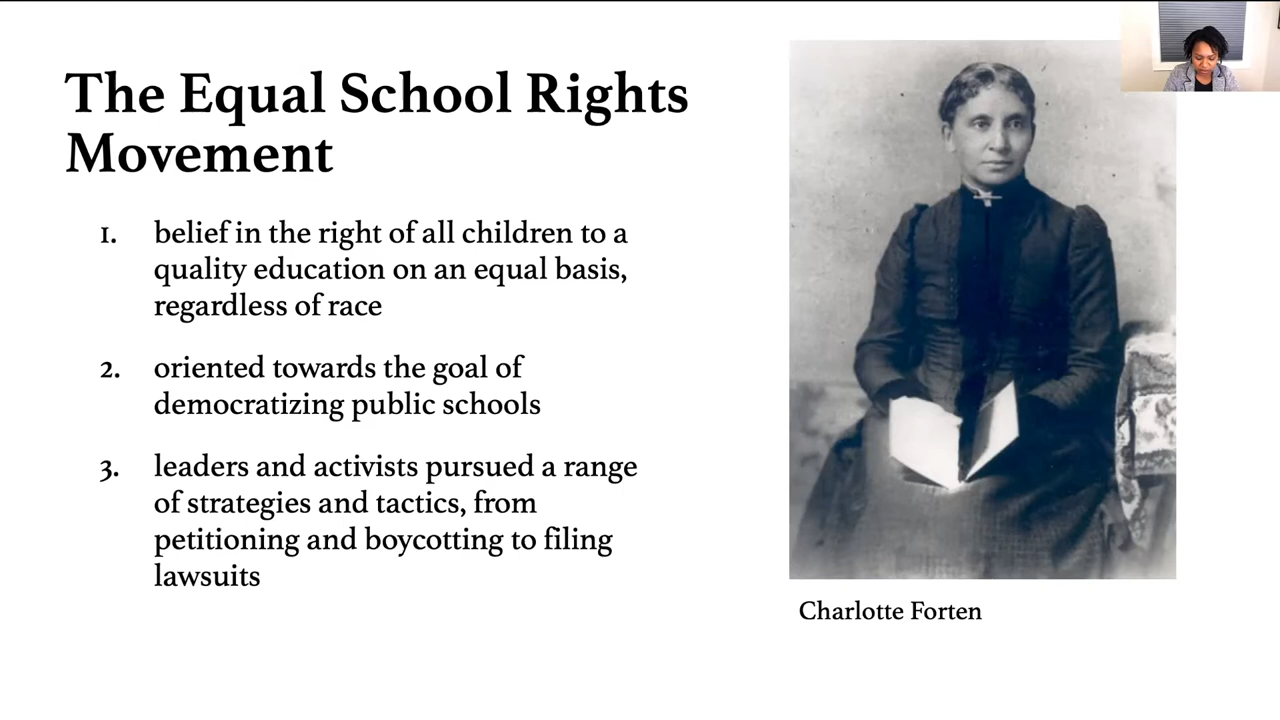 The Equal School Rights
Movement
1. belief in the right of all children to a
quality education on an equal basis,
regardless of race
2. oriented towards the goal of
democratizing public schools
3. leaders and activists pursued a range
of strategies and tactics, from
petitioning and boycotting to filing
lawsuits
Charlotte Forten